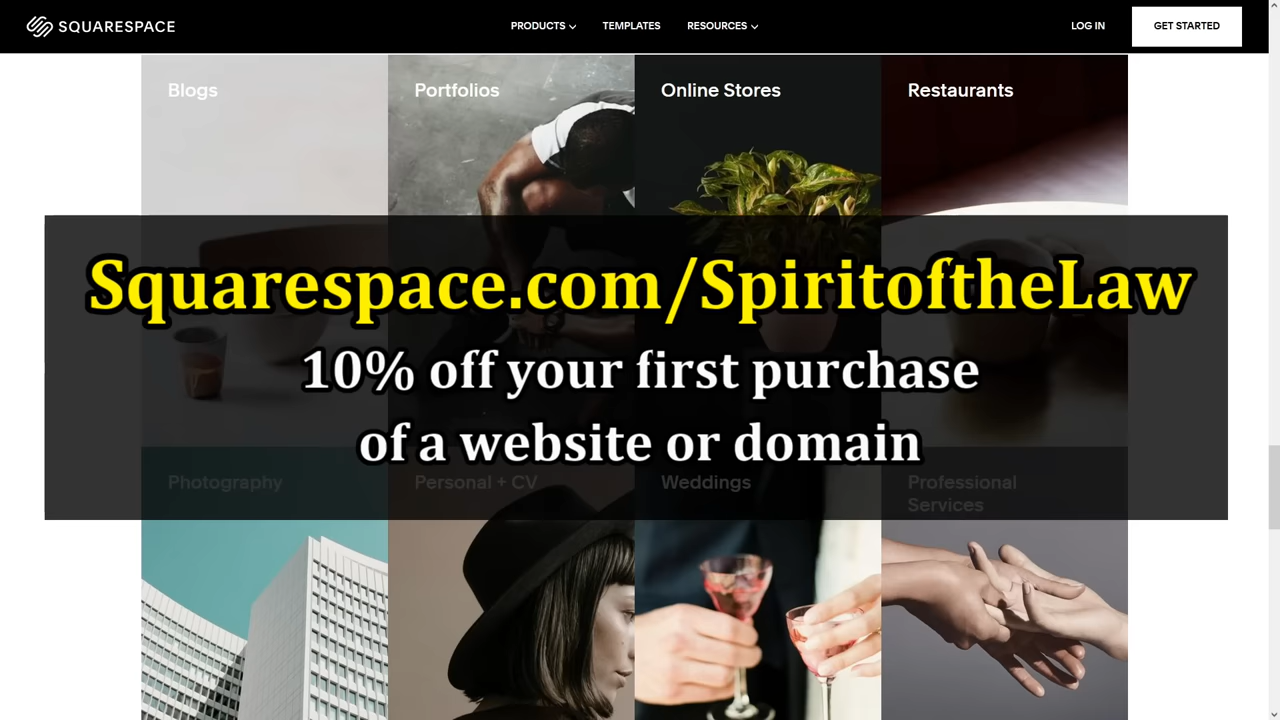 SQUARESPACE
PRODUCTS TEMPLATES RESOURCES LOG IN GET STARTED
Blogs Portfolios Online Stores Restaurants
Squarespace.com/SpiritoftheLaw
10% off your first purchase
of a website or domain
Photography Personal + CV Weddings Professional
Services